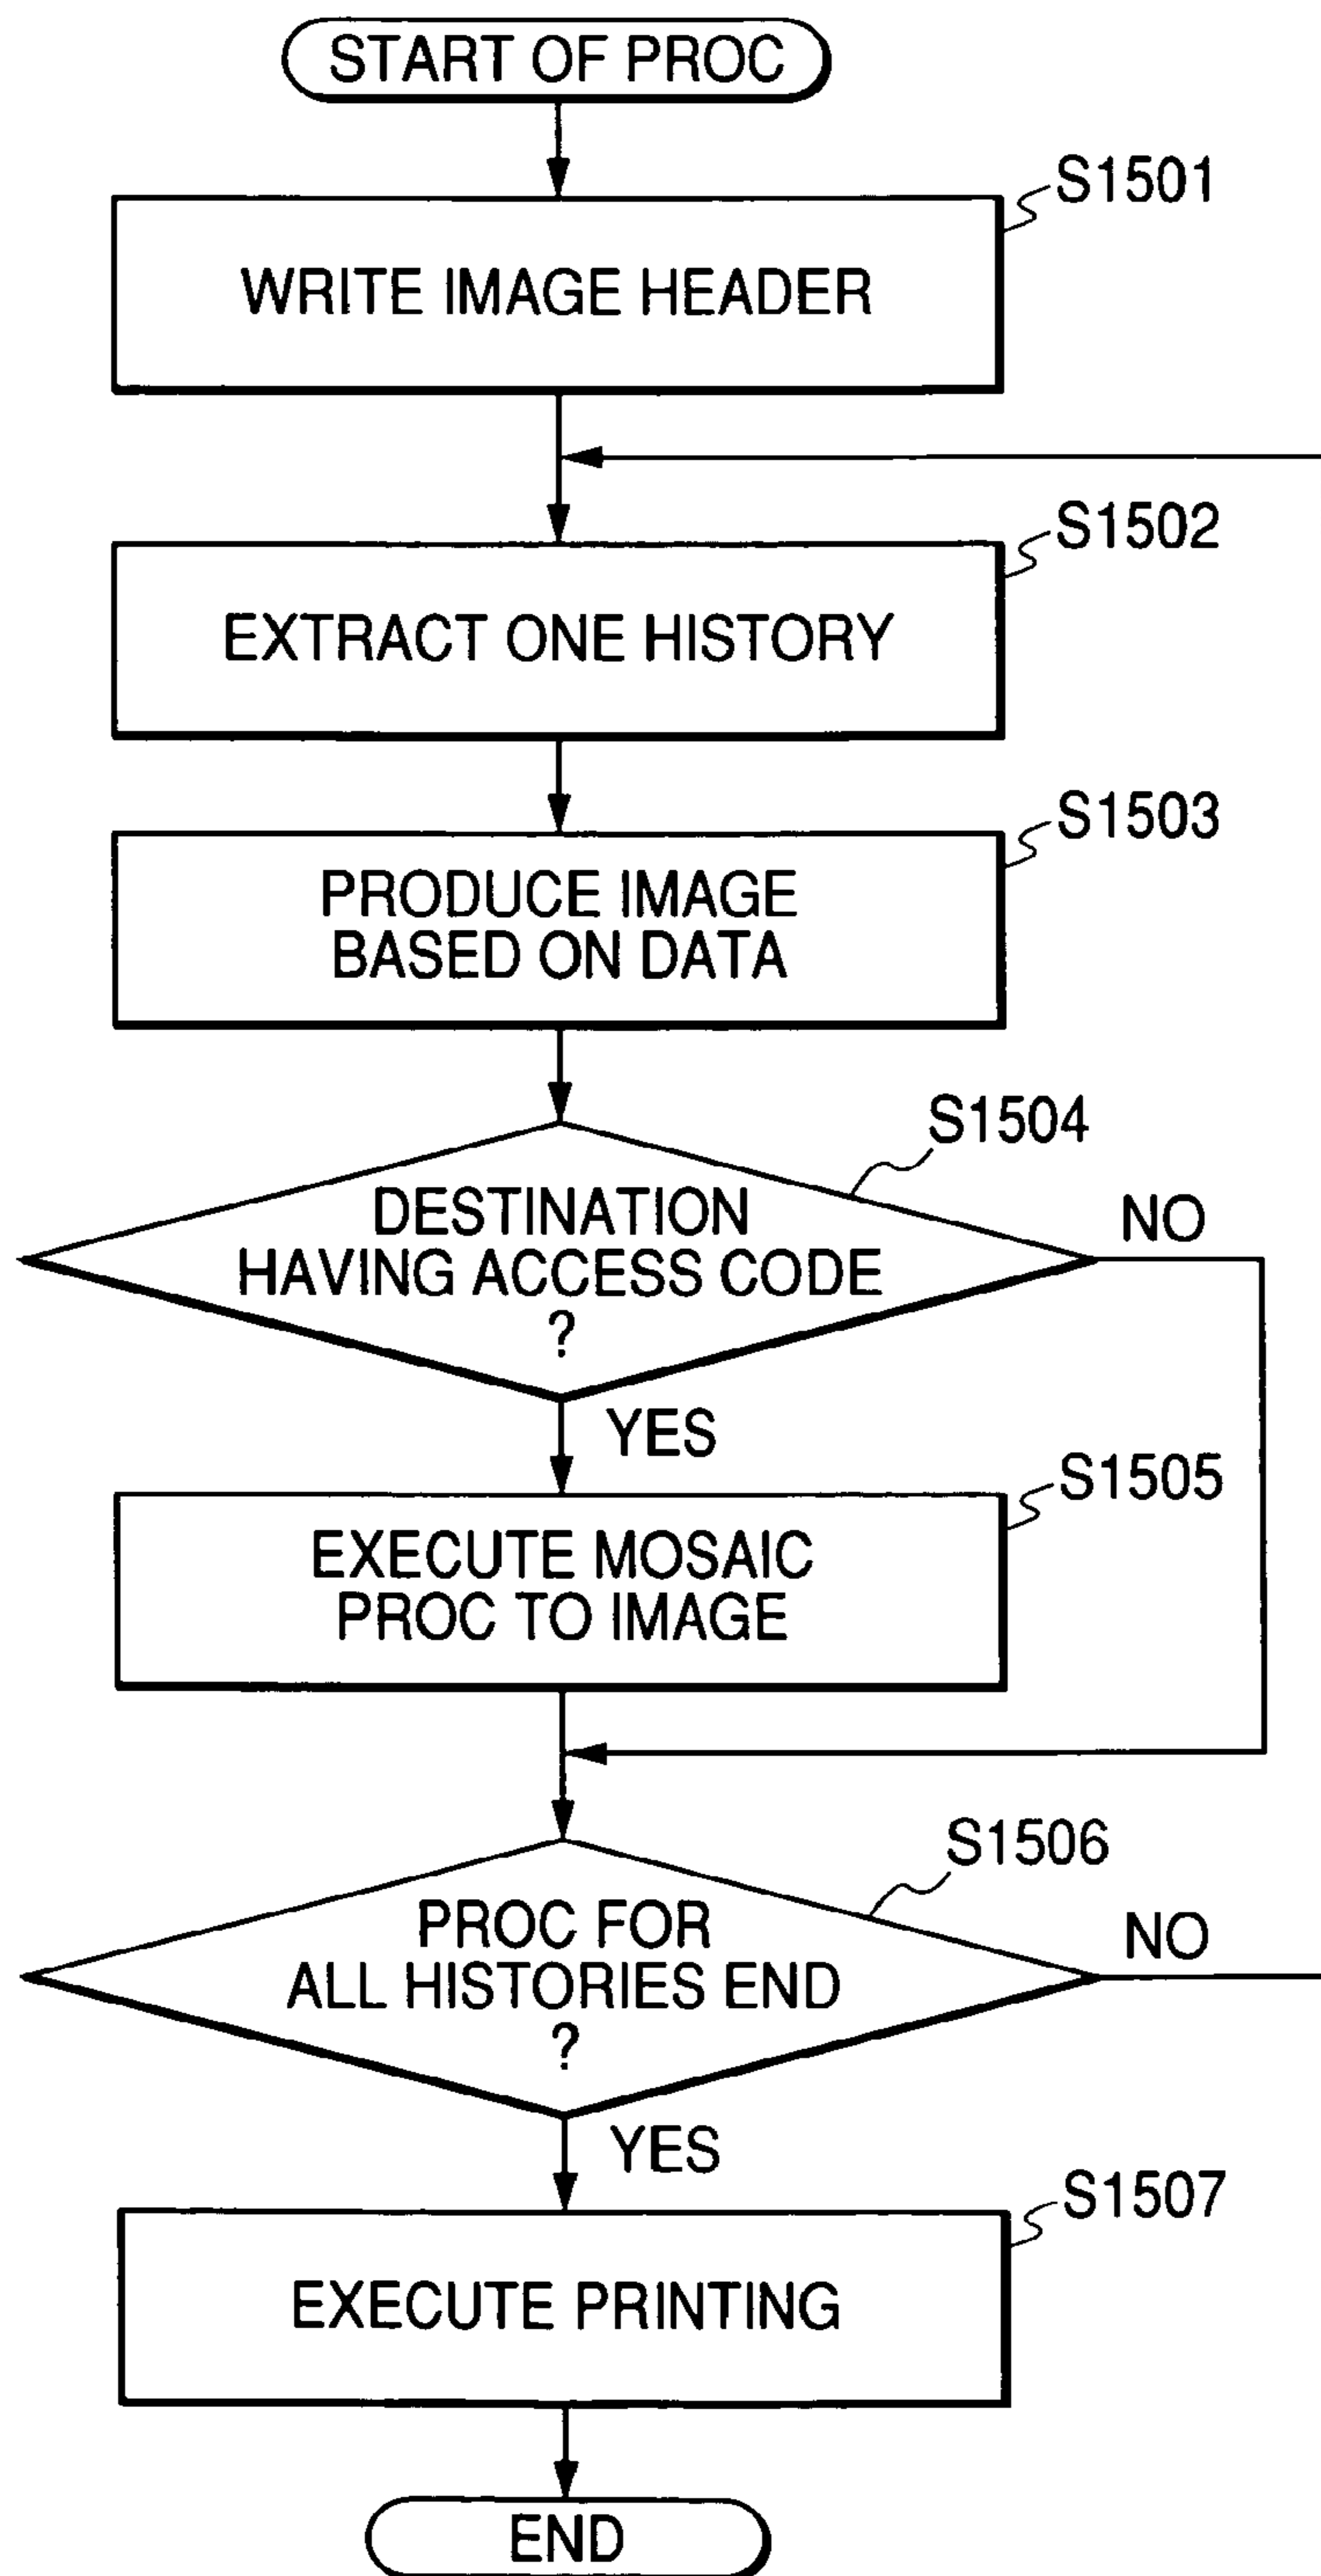 START OF PROC
S1501
WRITE IMAGE HEADER
S1502
EXTRACT ONE HISTORY
S1503
PRODUCE IMAGE
BASED ON DATA
S1504
DESTINATION
HAVING ACCESS CODE
?
NO
YES
S1505
EXECUTE MOSAIC
PROC TO IMAGE
S1506
PROC FOR
ALL HISTORIES END
?
NO
YES
S1507
EXECUTE PRINTING
END